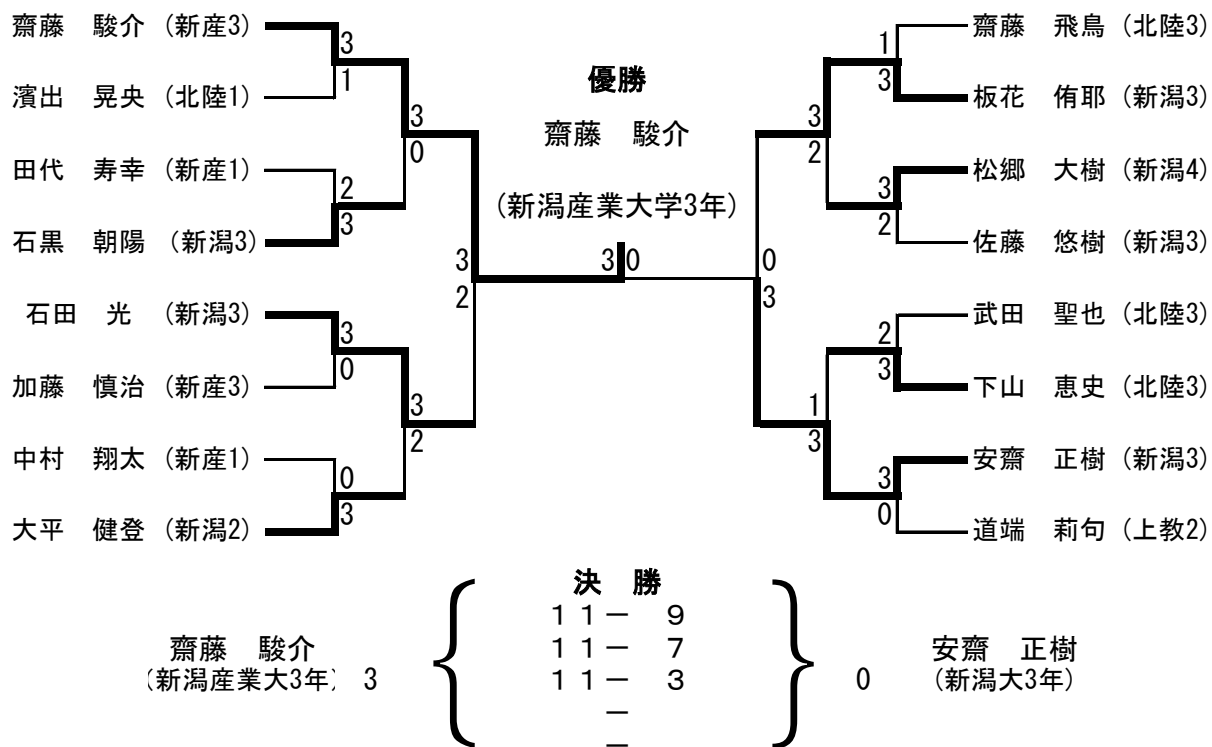 齋藤　駿介 (新産3)
濱出　晃央 (北陸1)
田代　寿幸 (新産1)
石黒　朝陽 (新潟3)
石田　光 (新潟3)
加藤　慎治 (新産3)
中村　翔太 (新産1)
大平　健登 (新潟2)
3
1
2
3
3
0
0
3
3
0
3
2
3
2
優勝
齋藤　駿介
(新潟産業大学3年)
3 0
0
3
3
2
1
3
1
3
3
2
2
3
3
0
齋藤　飛鳥 (北陸3)
板花　侑耶 (新潟3)
松郷　大樹 (新潟4)
佐藤　悠樹 (新潟3)
武田　聖也 (北陸3)
下山　恵史 (北陸3)
安齋　正樹 (新潟3)
道端　莉句 (上教2)
決　勝
１１－　９
１１－　７
１１－　３
－
－
齋藤　駿介
(新潟産業大3年) 3
安齋　正樹
0 (新潟大3年)